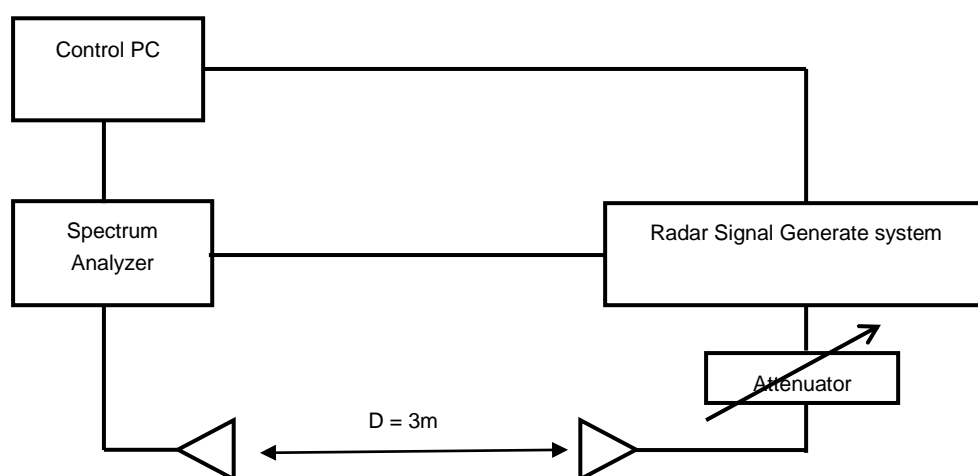 Control PC
Spectrum
Analyzer
Radar Signal Generate system
Attenuator
D = 3m